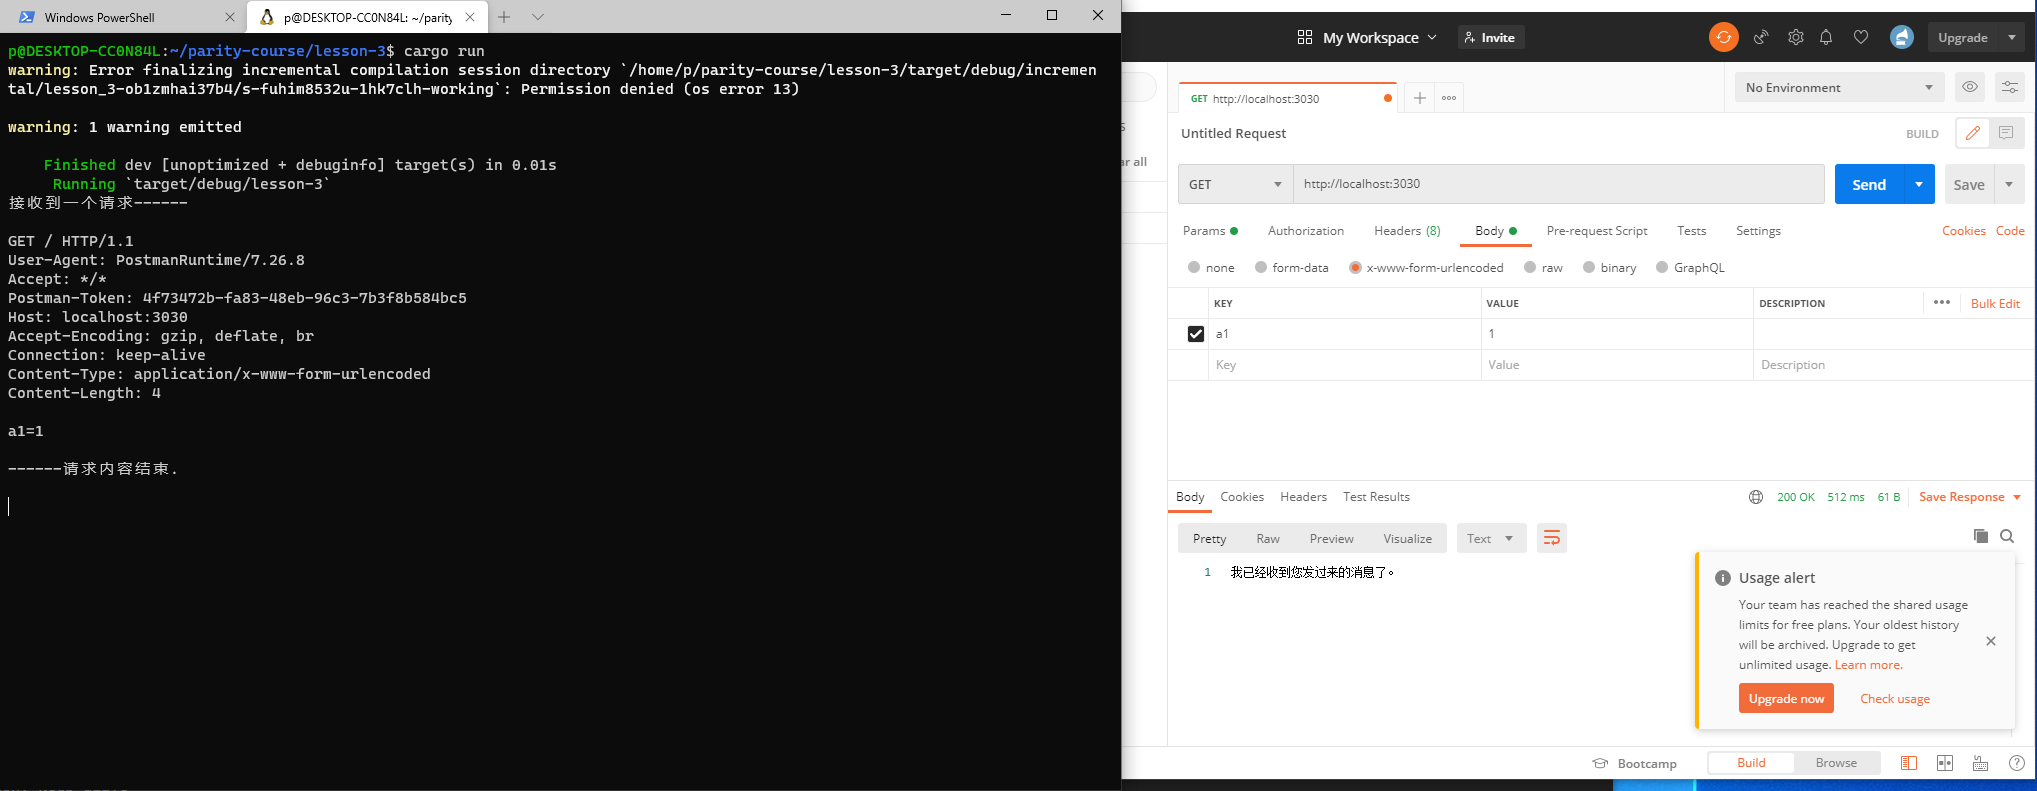 Windows PowerShell
p@DESKTOP-CC0N84L: ~/parity
p@DESKTOP-CC0N84L:~/parity-course/lesson-3$ cargo run
warning: Error finalizing incremental compilation session directory `/home/p/parity-course/lesson-3/target/debug/incremen
tal/lesson_3-ob1zmhai37b4/s-fuhim8532u-1hk7clh-working`: Permission denied (os error 13)
warning: 1 warning emitted
Finished dev [unoptimized + debuginfo] target(s) in 0.01s
Running `target/debug/lesson-3`
接收到一个请求------
GET / HTTP/1.1
User-Agent: PostmanRuntime/7.26.8
Accept: */*
Postman-Token: 4f73472b-fa83-48eb-96c3-7b3f8b584bc5
Host: localhost:3030
Accept-Encoding: gzip, deflate, br
Connection: keep-alive
Content-Type: application/x-www-form-urlencoded
Content-Length: 4
a1=1
------请求内容结束.
My Workspace
Invite
Upgrade
GET http://localhost:3030
No Environment
Untitled Request
BUILD
ar all
GET
http://localhost:3030
Send
Save
Params
Authorization
Headers (8)
Body
Pre-request Script
Tests
Settings
Cookies
Code
none
form-data
x-www-form-urlencoded
raw
binary
GraphQL
KEY
VALUE
DESCRIPTION
Bulk Edit
a1
1
Key
Value
Description
Body
Cookies
Headers
Test Results
200 OK
512 ms
61 B
Save Response
Pretty
Raw
Preview
Visualize
Text
1
我已经收到您发过来的消息了。
Usage alert
Your team has reached the shared usage
limits for free plans. Your oldest history
will be archived. Upgrade to get
unlimited usage. Learn more.
Upgrade now
Check usage
Bootcamp
Build
Browse